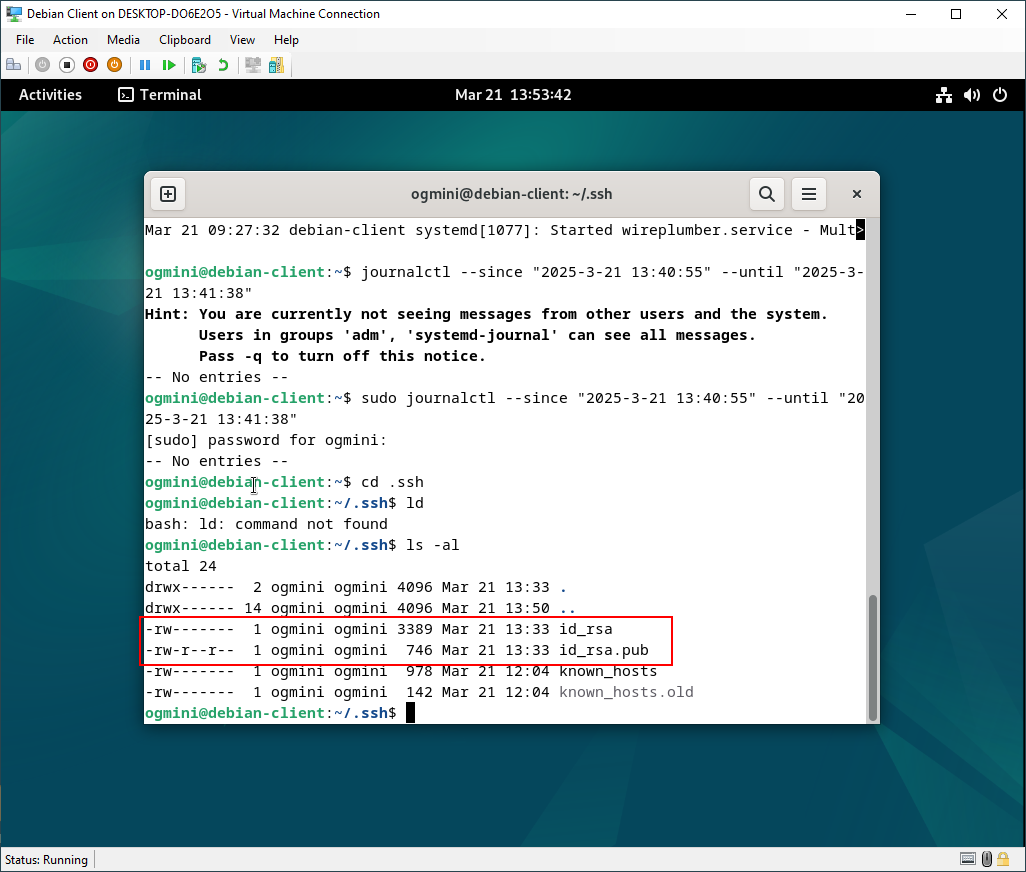 Debian Client on DESKTOP-DO6E2O5 - Virtual Machine Connection
File Action Media Clipboard View Help
Activities Terminal Mar 21 13:53:42
ogmini@debian-client: ~/.ssh
Mar 21 09:27:32 debian-client systemd[1077]: Started wireplumber.service - Mult>
ogmini@debian-client:~$ journalctl --since "2025-3-21 13:40:55" --until "2025-3-
21 13:41:38"
Hint: You are currently not seeing messages from other users and the system.
      Users in groups 'adm', 'systemd-journal' can see all messages.
      Pass -q to turn off this notice.
-- No entries --
ogmini@debian-client:~$ sudo journalctl --since "2025-3-21 13:40:55" --until "20
25-3-21 13:41:38"
[sudo] password for ogmini:
-- No entries --
ogmini@debian-client:~$ cd .ssh
ogmini@debian-client:~/.ssh$ ld
bash: ld: command not found
ogmini@debian-client:~/.ssh$ ls -al
total 24
drwx------  2 ogmini ogmini 4096 Mar 21 13:33 .
drwx------ 14 ogmini ogmini 4096 Mar 21 13:50 ..
-rw-------  1 ogmini ogmini 3389 Mar 21 13:33 id_rsa
-rw-r--r--  1 ogmini ogmini  746 Mar 21 13:33 id_rsa.pub
-rw-------  1 ogmini ogmini  978 Mar 21 12:04 known_hosts
-rw-------  1 ogmini ogmini  142 Mar 21 12:04 known_hosts.old
ogmini@debian-client:~/.ssh$
Status: Running